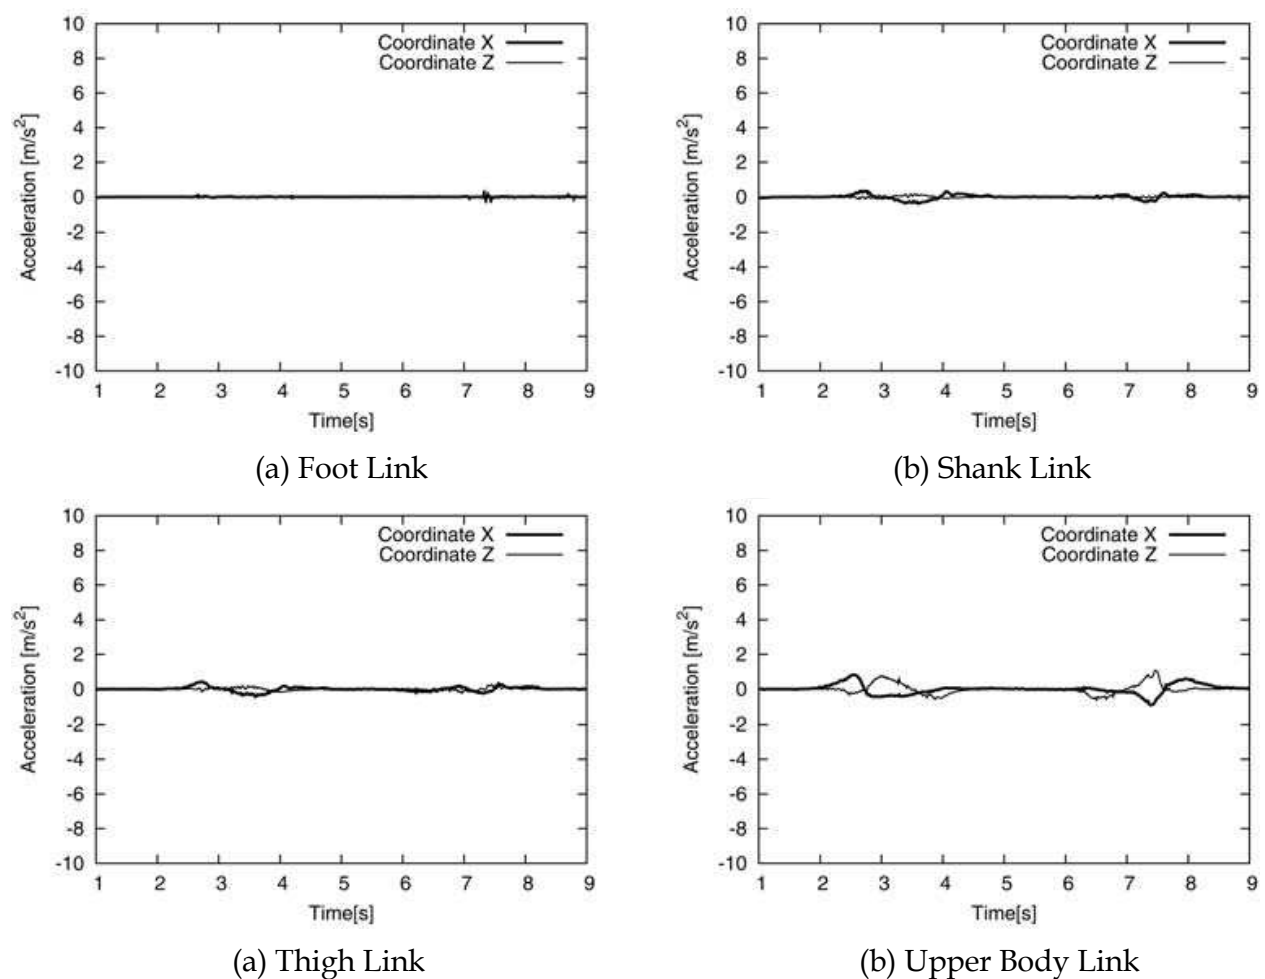 10
8
6
4
2
0
-2
-4
-6
-8
-10
Acceleration [m/s2]
Coordinate X
Coordinate Z
1 2 3 4 5 6 7 8 9
Time[s]
(a) Foot Link
10
8
6
4
2
0
-2
-4
-6
-8
-10
Acceleration [m/s2]
Coordinate X
Coordinate Z
1 2 3 4 5 6 7 8 9
Time[s]
(b) Shank Link
10
8
6
4
2
0
-2
-4
-6
-8
-10
Acceleration [m/s2]
Coordinate X
Coordinate Z
1 2 3 4 5 6 7 8 9
Time[s]
(a) Thigh Link
10
8
6
4
2
0
-2
-4
-6
-8
-10
Acceleration [m/s2]
Coordinate X
Coordinate Z
1 2 3 4 5 6 7 8 9
Time[s]
(b) Upper Body Link